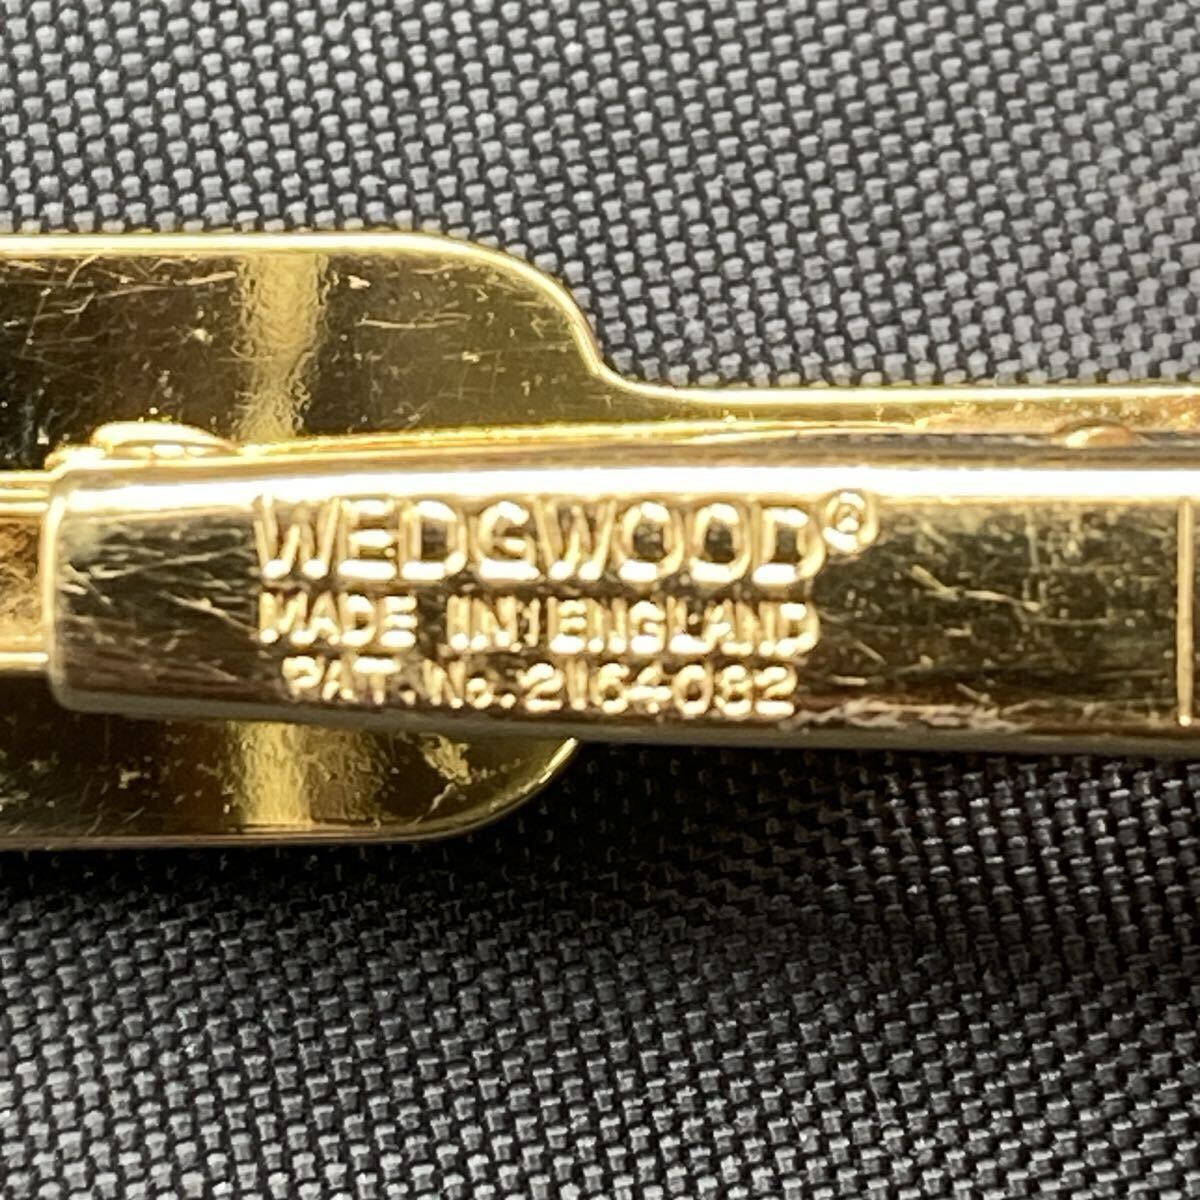 WEDGWOOD®
MADE IN ENGLAND
PAT. No. 2164082